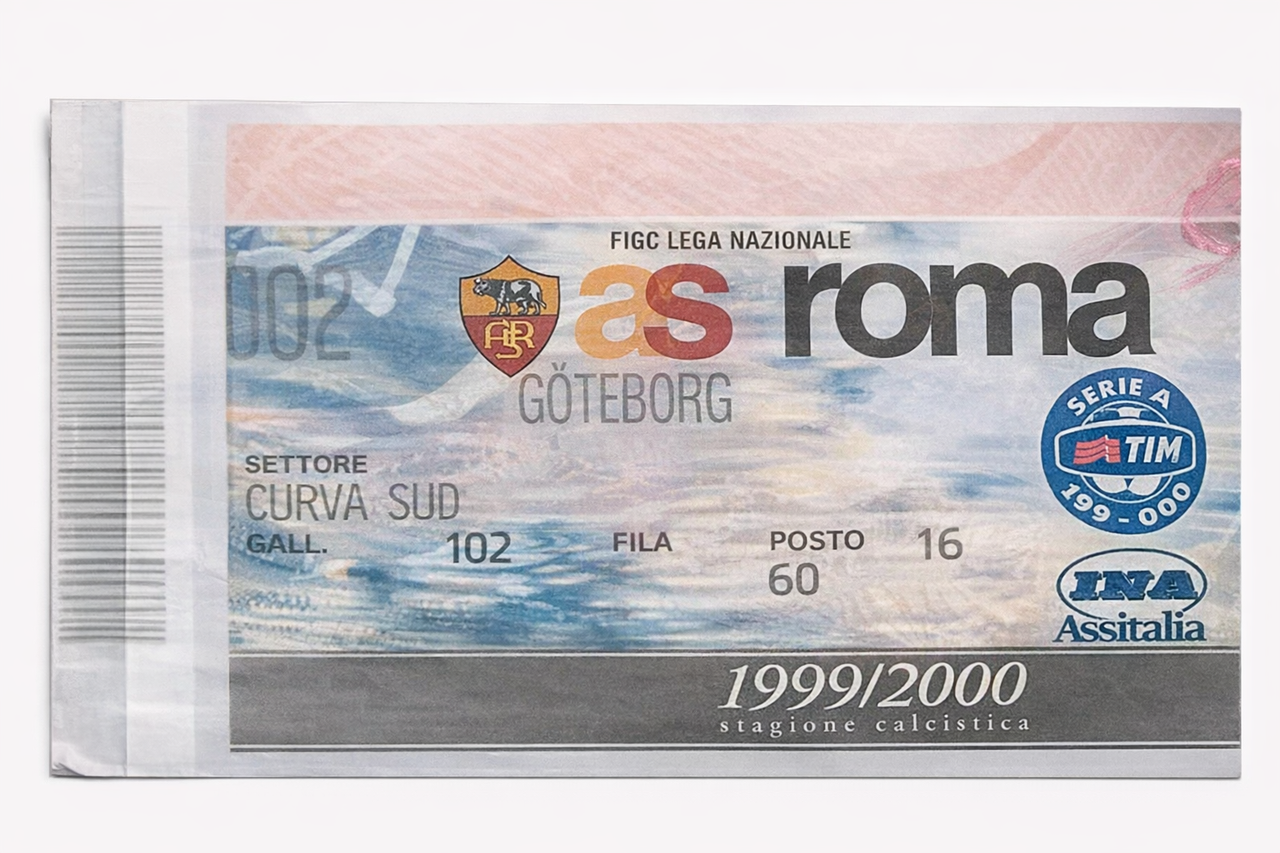 FIGC LEGA NAZIONALE
002
ASR
as roma
GÖTEBORG
SERIE A
TIM
199 - 000
SETTORE
CURVA SUD
GALL. 102 FILA POSTO 16
60
INA
Assitalia
1999/2000
stagione calcistica